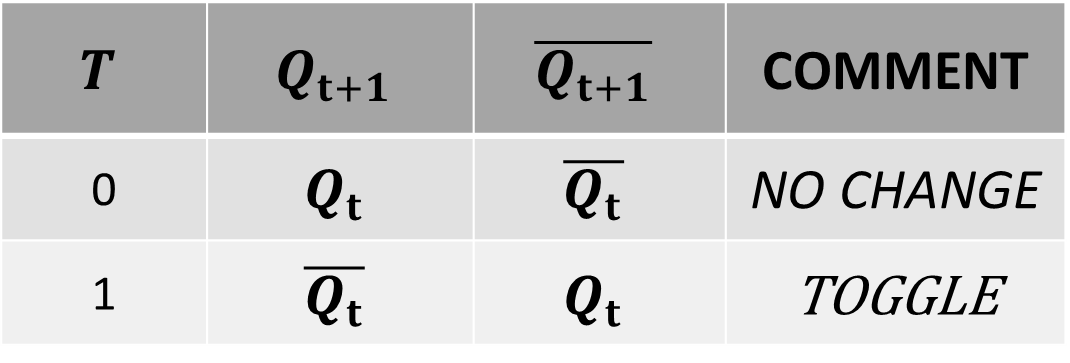 T Q_{t+1} \overline{Q_{t+1}} COMMENT
0 Q_t \overline{Q_t} NO CHANGE
1 \overline{Q_t} Q_t TOGGLE